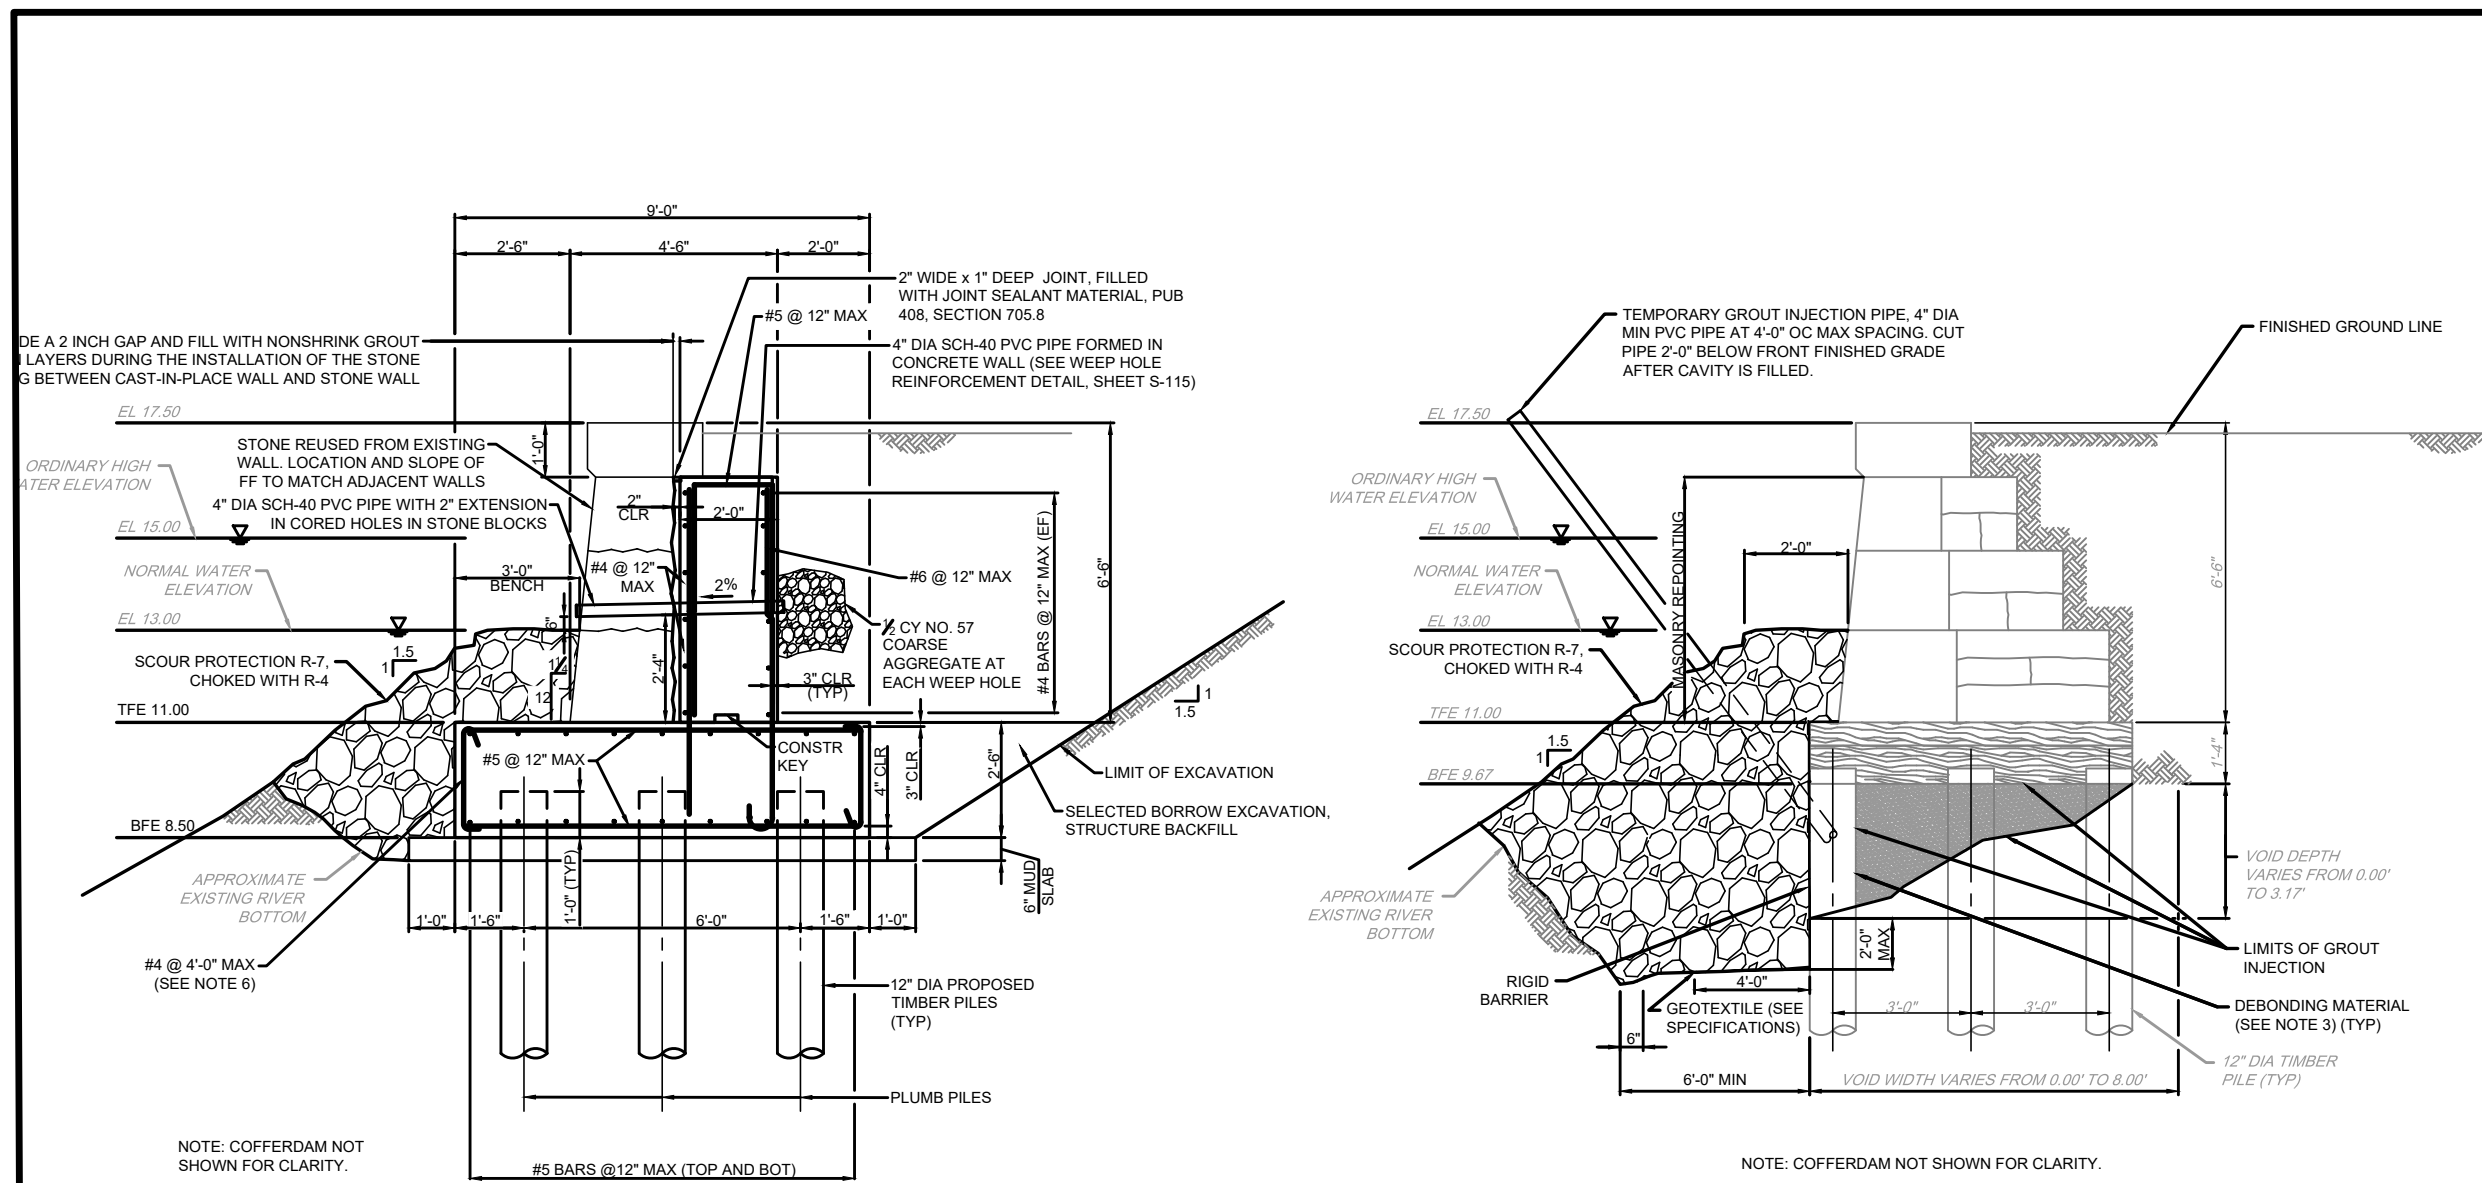 9'-0"
2'-6"
4'-6"
2'-0"
2" WIDE x 1" DEEP JOINT, FILLED
WITH JOINT SEALANT MATERIAL, PUB
408, SECTION 705.8
#5 @ 12" MAX
DE A 2 INCH GAP AND FILL WITH NONSHRINK GROUT
LAYERS DURING THE INSTALLATION OF THE STONE
G BETWEEN CAST-IN-PLACE WALL AND STONE WALL
4" DIA SCH-40 PVC PIPE FORMED IN
CONCRETE WALL (SEE WEEP HOLE
REINFORCEMENT DETAIL, SHEET S-115)
EL 17.50
1'-0"
STONE REUSED FROM EXISTING
WALL. LOCATION AND SLOPE OF
FF TO MATCH ADJACENT WALLS
ORDINARY HIGH
ATER ELEVATION
4" DIA SCH-40 PVC PIPE WITH 2" EXTENSION
IN CORED HOLES IN STONE BLOCKS
2"
CLR
2'-0"
EL 15.00
#4 BARS @ 12" MAX (EF)
6'-6"
NORMAL WATER
ELEVATION
3'-0"
BENCH
#4 @ 12"
MAX
2%
#6 @ 12" MAX
EL 13.00
6"
1/2 CY NO. 57
COARSE
AGGREGATE AT
EACH WEEP HOLE
1.5
1
SCOUR PROTECTION R-7,
CHOKED WITH R-4
1 1/4
12
2'-4"
3" CLR
(TYP)
1
1.5
TFE 11.00
#5 @ 12" MAX
CONSTR
KEY
4" CLR
3" CLR
2'-6"
LIMIT OF EXCAVATION
SELECTED BORROW EXCAVATION,
STRUCTURE BACKFILL
BFE 8.50
APPROXIMATE
EXISTING RIVER
BOTTOM
1'-0" (TYP)
6" MUD
SLAB
1'-0"
1'-6"
6'-0"
1'-6"
1'-0"
#4 @ 4'-0" MAX
(SEE NOTE 6)
12" DIA PROPOSED
TIMBER PILES
(TYP)
PLUMB PILES
NOTE: COFFERDAM NOT
SHOWN FOR CLARITY.
#5 BARS @12" MAX (TOP AND BOT)
TEMPORARY GROUT INJECTION PIPE, 4" DIA
MIN PVC PIPE AT 4'-0" OC MAX SPACING. CUT
PIPE 2'-0" BELOW FRONT FINISHED GRADE
AFTER CAVITY IS FILLED.
FINISHED GROUND LINE
EL 17.50
ORDINARY HIGH
WATER ELEVATION
EL 15.00
MASONRY REPOINTING
2'-0"
6'-6"
NORMAL WATER
ELEVATION
EL 13.00
SCOUR PROTECTION R-7,
CHOKED WITH R-4
TFE 11.00
1.5
1
1'-4"
BFE 9.67
VOID DEPTH
VARIES FROM 0.00'
TO 3.17'
APPROXIMATE
EXISTING RIVER
BOTTOM
2'-0"
MAX
LIMITS OF GROUT
INJECTION
RIGID
BARRIER
4'-0"
GEOTEXTILE (SEE
SPECIFICATIONS)
3'-0"
3'-0"
DEBONDING MATERIAL
(SEE NOTE 3) (TYP)
6"
12" DIA TIMBER
PILE (TYP)
6'-0" MIN
VOID WIDTH VARIES FROM 0.00' TO 8.00'
NOTE: COFFERDAM NOT SHOWN FOR CLARITY.